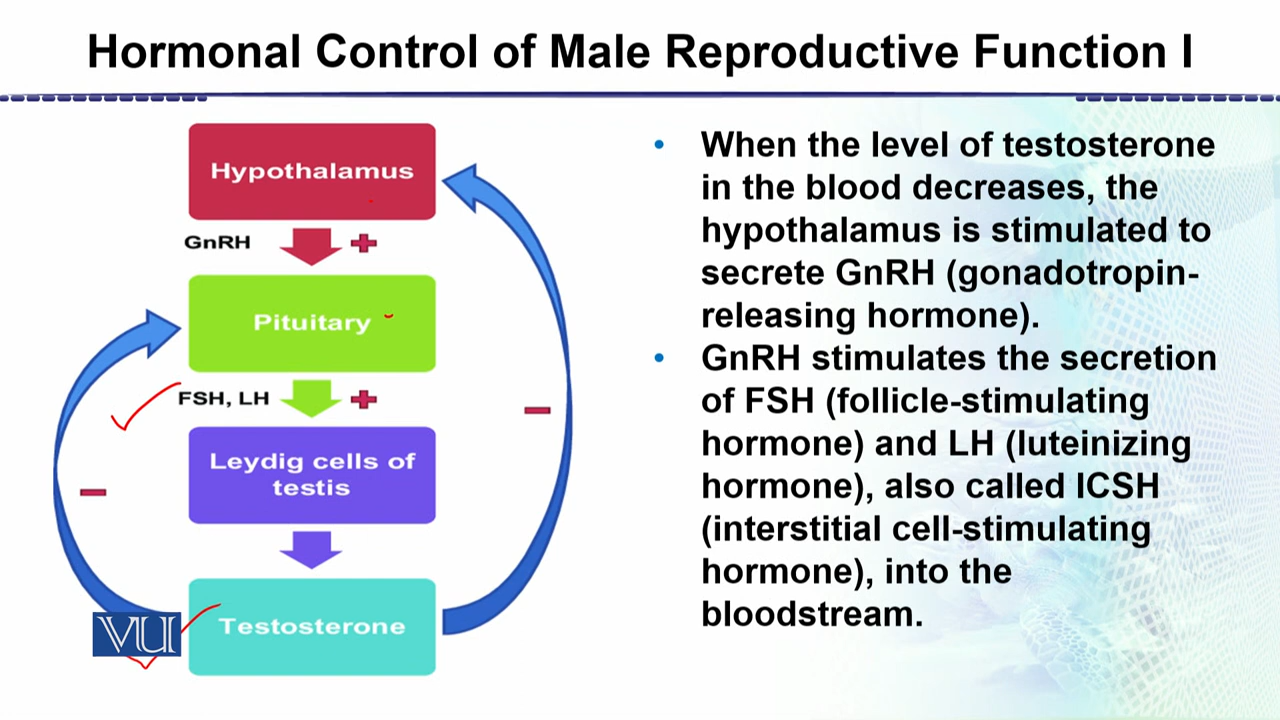 Hormonal Control of Male Reproductive Function I
Hypothalamus
GnRH
Pituitary
FSH, LH
Leydig cells of
testis
Testosterone
VU
• When the level of testosterone
in the blood decreases, the
hypothalamus is stimulated to
secrete GnRH (gonadotropin-
releasing hormone).
• GnRH stimulates the secretion
of FSH (follicle-stimulating
hormone) and LH (luteinizing
hormone), also called ICSH
(interstitial cell-stimulating
hormone), into the
bloodstream.